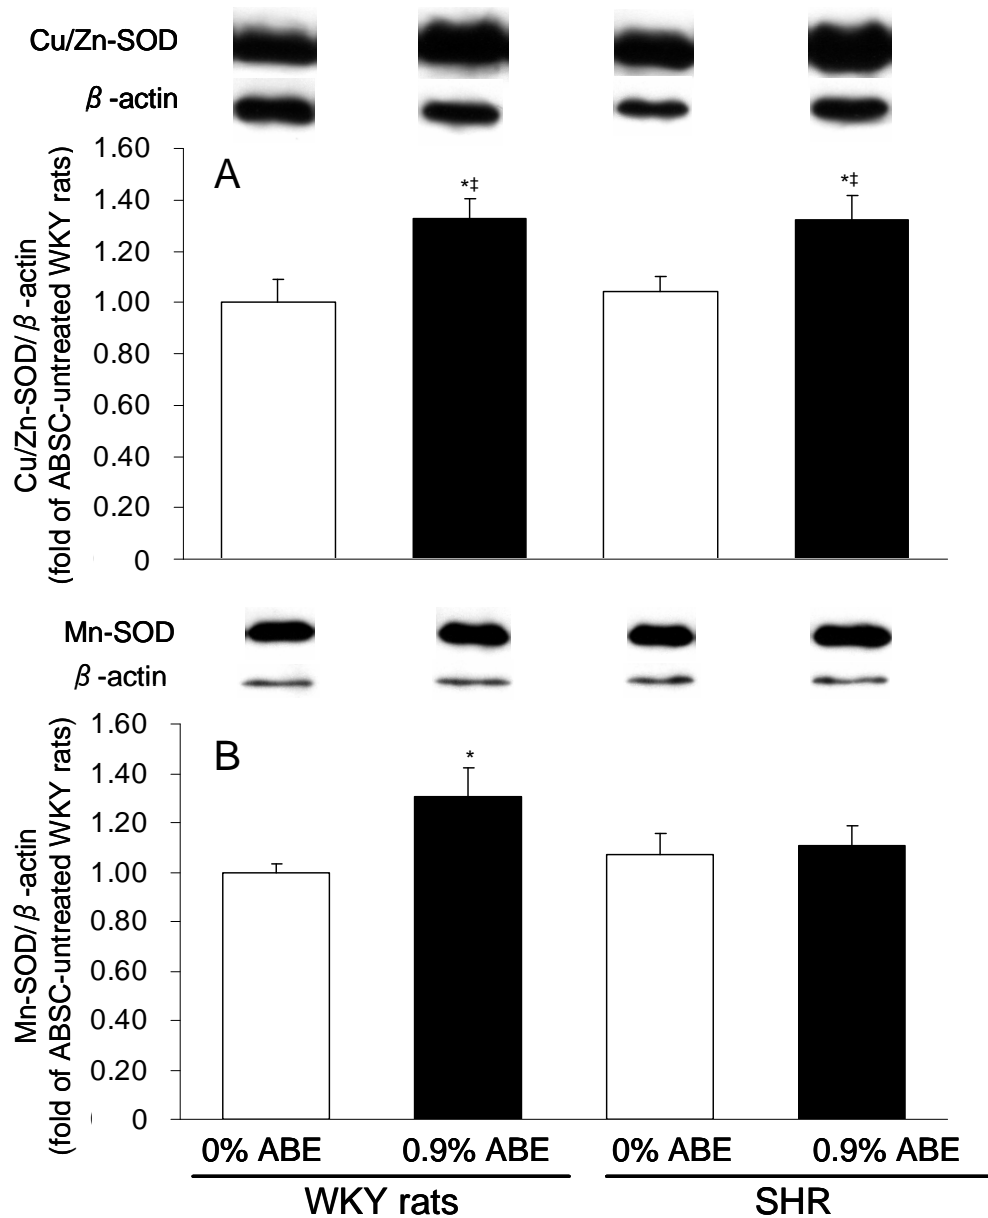 Cu/Zn-SOD
β-actin
A
Cu/Zn-SOD/β-actin
(fold of ABSC-untreated WKY rats)
1.60
1.40
1.20
1.00
0.80
0.60
0.40
0.20
0
*‡
*‡
Mn-SOD
β-actin
B
Mn-SOD/β-actin
(fold of ABSC-untreated WKY rats)
1.60
1.40
1.20
1.00
0.80
0.60
0.40
0.20
0
*
0% ABE 0.9% ABE 0% ABE 0.9% ABE
WKY rats SHR